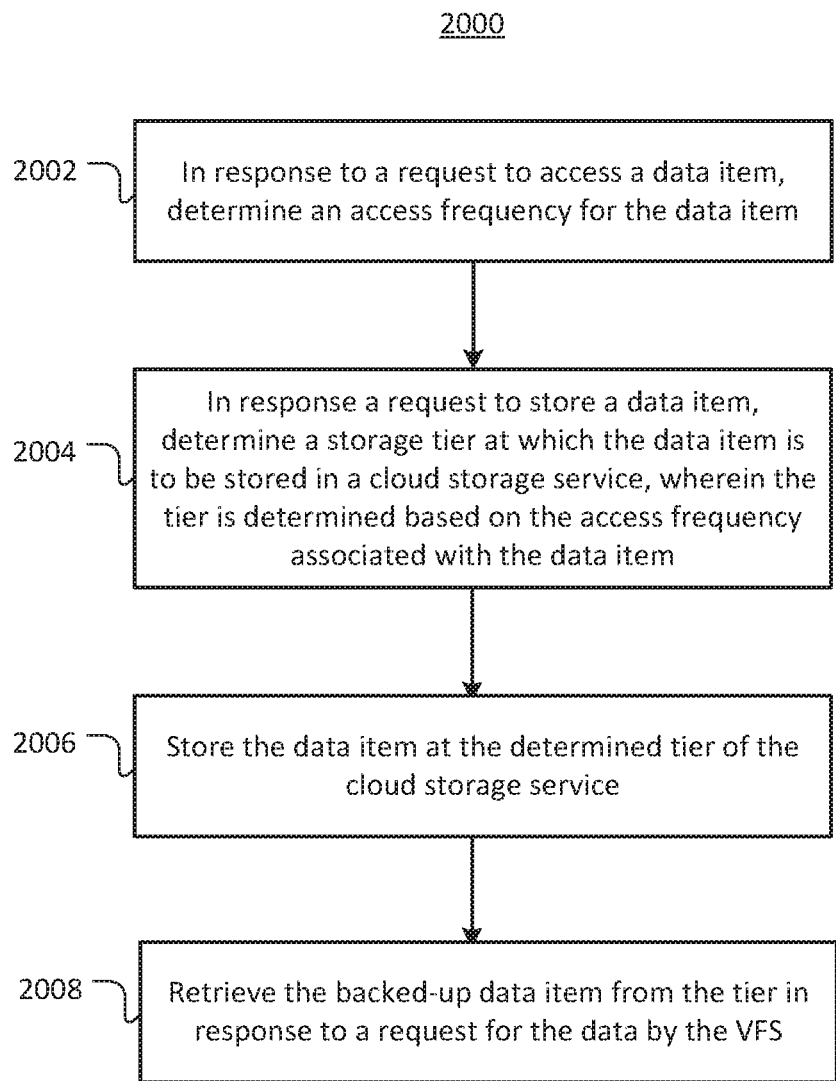 2000
2002
In response to a request to access a data item,
determine an access frequency for the data item
2004
In response a request to store a data item,
determine a storage tier at which the data item is
to be stored in a cloud storage service, wherein the
tier is determined based on the access frequency
associated with the data item
2006
Store the data item at the determined tier of the
cloud storage service
2008
Retrieve the backed-up data item from the tier in
response to a request for the data by the VFS